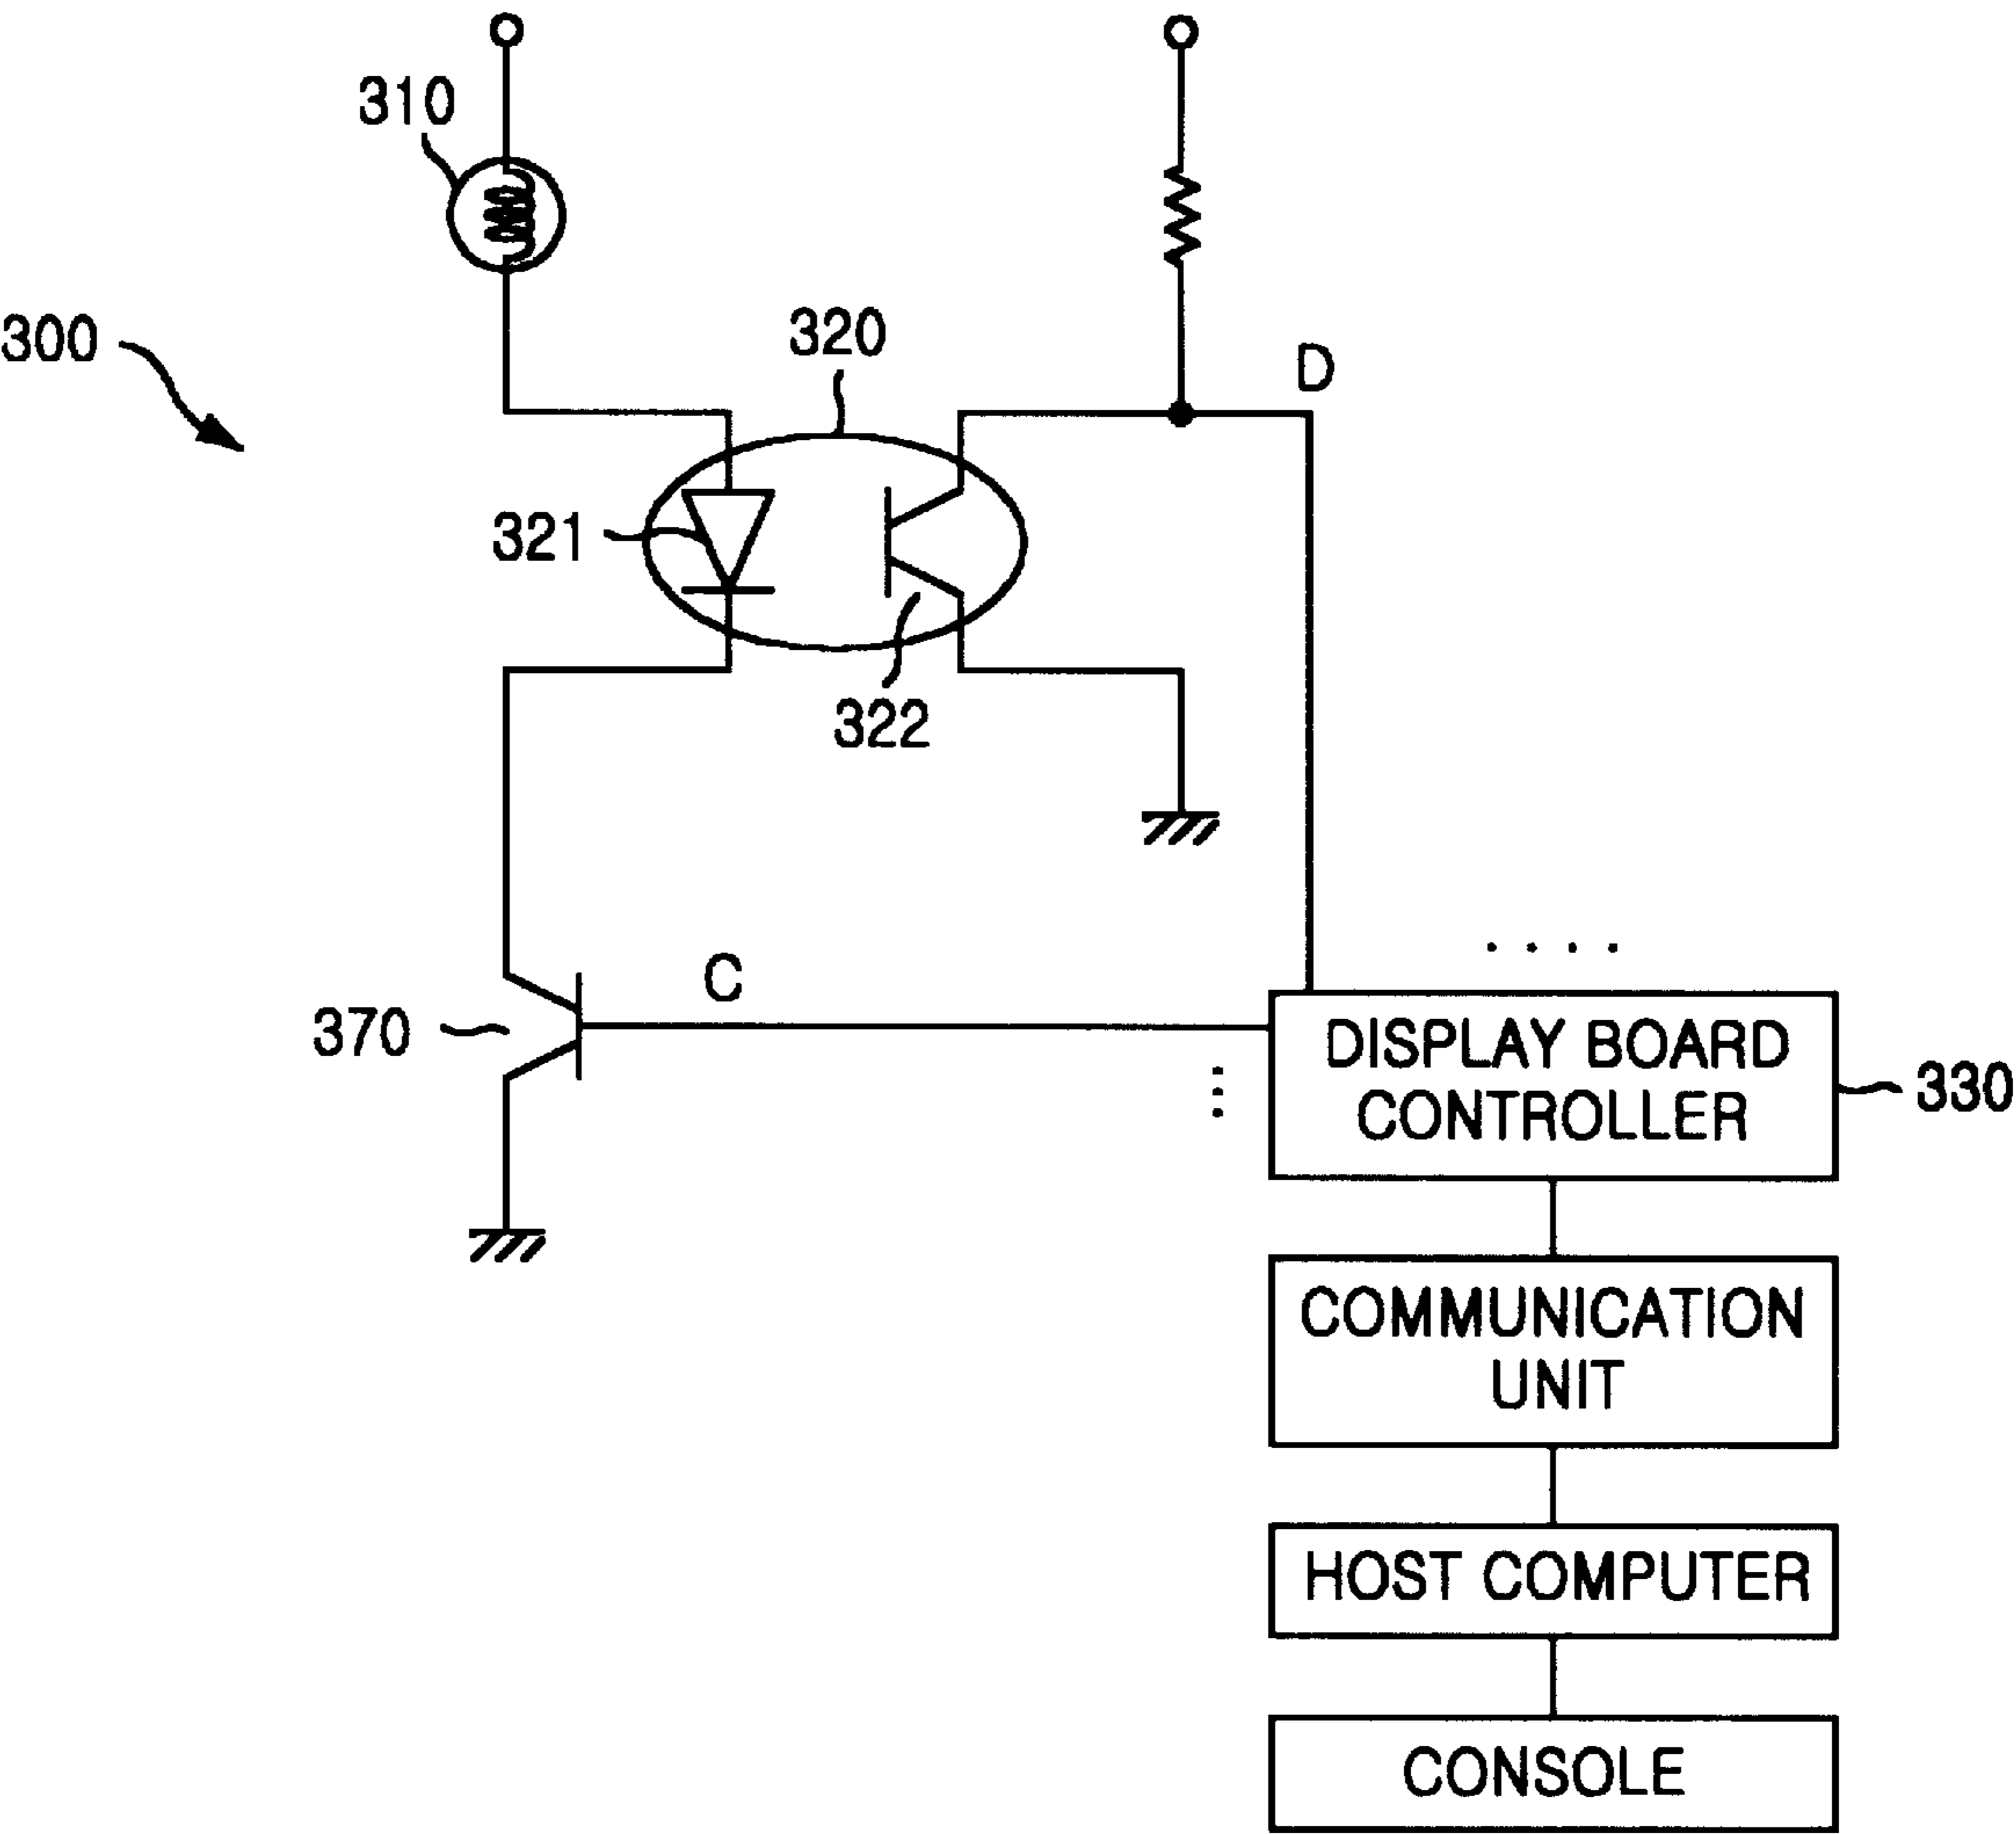 310
300
320
D
321
322
C
370
DISPLAY BOARD
CONTROLLER
330
COMMUNICATION
UNIT
HOST COMPUTER
CONSOLE